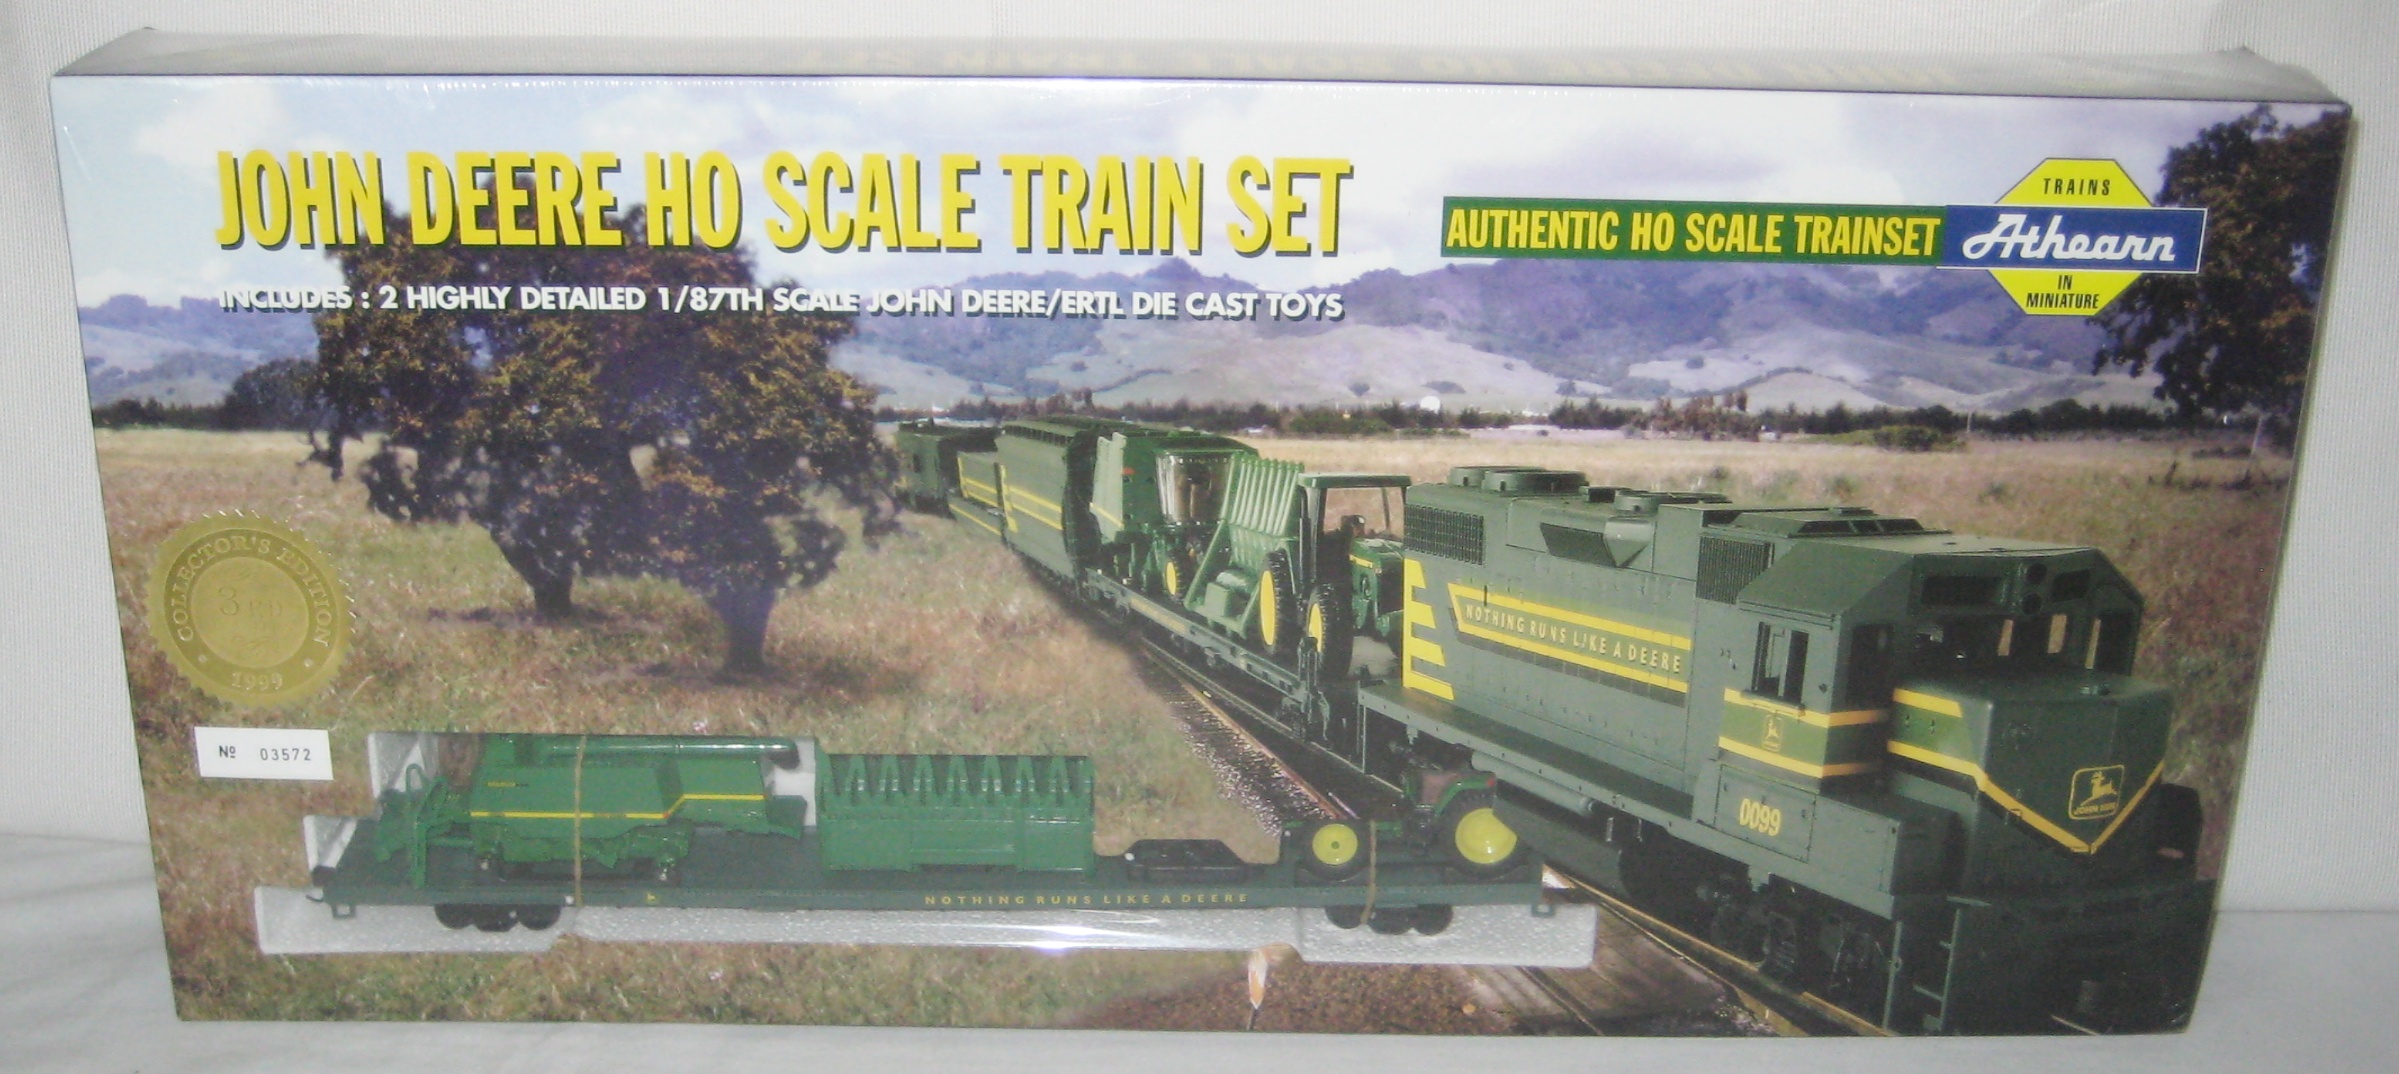 JOHN DEERE HO SCALE TRAIN SET
INCLUDES : 2 HIGHLY DETAILED 1/87TH SCALE JOHN DEERE/ERTL DIE CAST TOYS
AUTHENTIC HO SCALE TRAINSET
TRAINS
Athearn
IN
MINIATURE
NOTHING RUNS LIKE A DEERE
COLLECTOR'S EDITION
3RD
1999
Nº 03572
0099
JOHN DEERE
NOTHING RUNS LIKE A DEERE